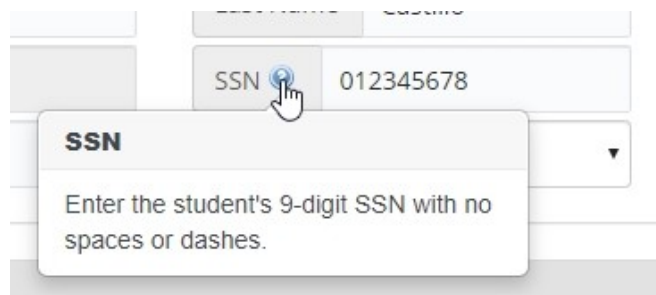 SSN 012345678
SSN
Enter the student's 9-digit SSN with no
spaces or dashes.